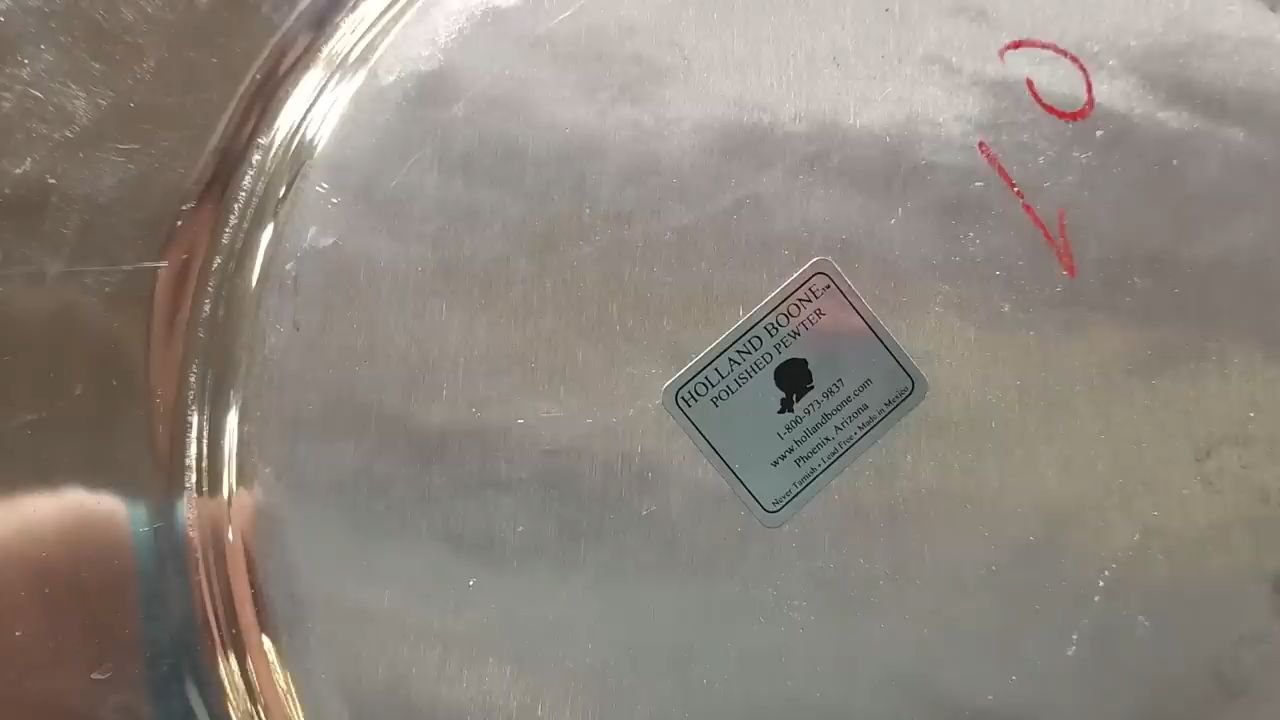 HOLLAND BOONE™
POLISHED PEWTER
1-800-973-9837
www.hollandboone.com
Phoenix, Arizona
Never Tarnish • Lead Free • Made in Mexico